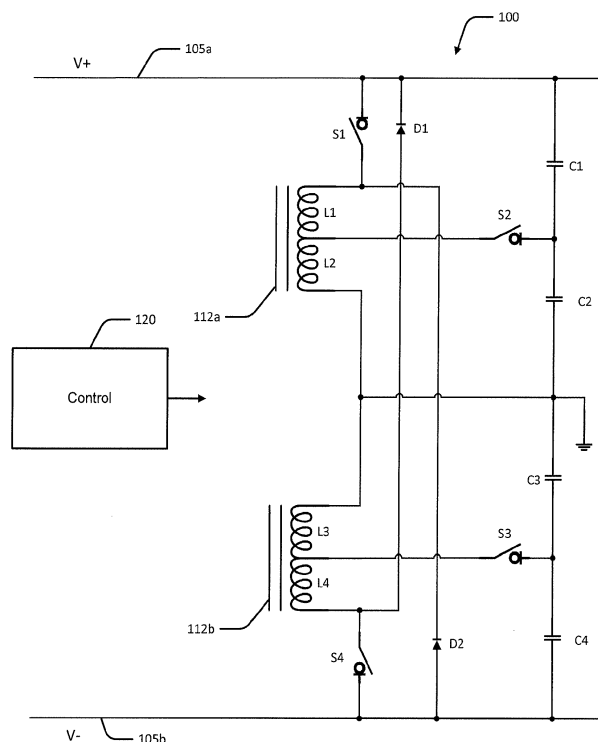 100
V+
105a
S1
D1
C1
L1
S2
L2
112a
C2
120
Control
C3
L3
S3
L4
112b
S4
D2
C4
V-
105b